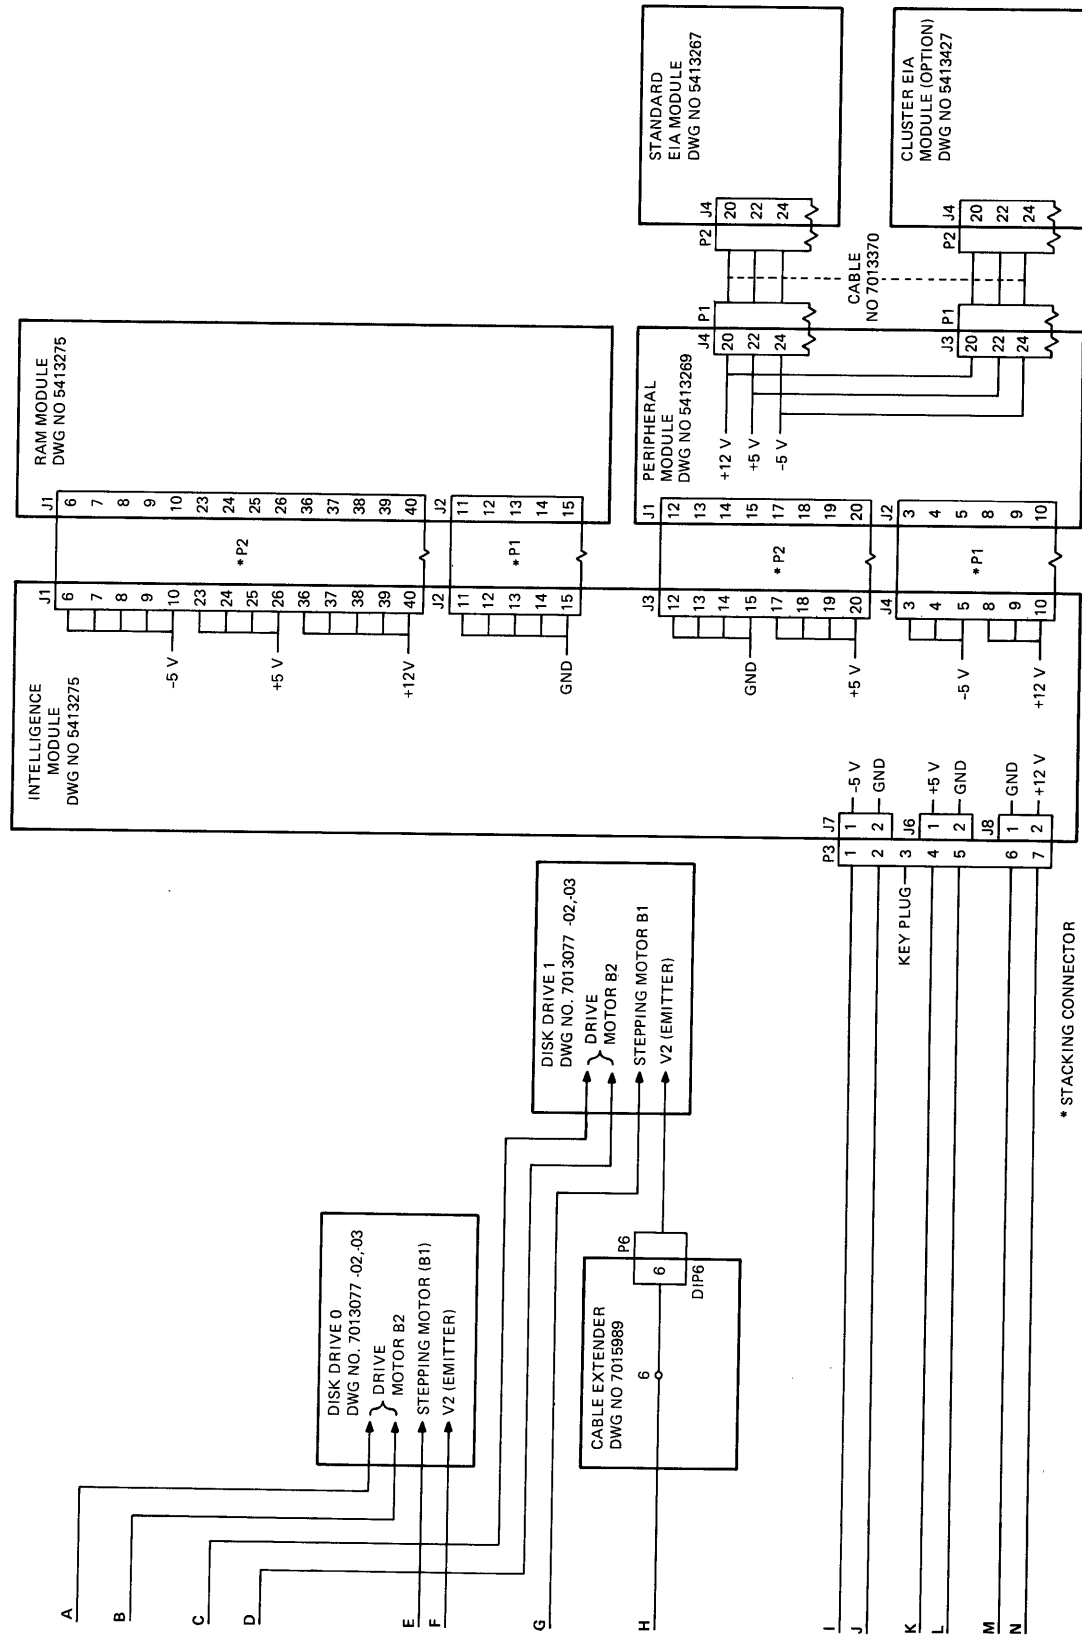 A
B
C
D
E
F
G
H
I
J
K
L
M
N
DISK DRIVE 0
DWG NO. 7013077 -02,-03
DRIVE
MOTOR B2
STEPPING MOTOR (B1)
V2 (EMITTER)
CABLE EXTENDER
DWG NO 7015989
6
6
P6
DIP6
DISK DRIVE 1
DWG NO. 7013077 -02,-03
DRIVE
MOTOR B2
STEPPING MOTOR B1
V2 (EMITTER)
KEY PLUG
P3
1
2
3
4
5
6
7
J7
1
2
J6
1
2
J8
1
2
-5 V
GND
+5 V
GND
GND
+12 V
INTELLIGENCE
MODULE
DWG NO 5413275
-5 V
+5 V
+12V
GND
GND
+5 V
-5 V
+12 V
J1
6
7
8
9
10
23
24
25
26
36
37
38
39
40
J2
11
12
13
14
15
J3
12
13
14
15
17
18
19
20
J4
3
4
5
8
9
10
*P2
*P1
*P2
*P1
J1
6
7
8
9
10
23
24
25
26
36
37
38
39
40
J2
11
12
13
14
15
J1
12
13
14
15
17
18
19
20
J2
3
4
5
8
9
10
RAM MODULE
DWG NO 5413275
PERIPHERAL
MODULE
DWG NO 5413269
+12 V
+5 V
-5 V
J4
20
22
24
P1
J3
20
22
24
P1
CABLE
NO 7013370
P2
J4
20
22
24
P2
J4
20
22
24
STANDARD
EIA MODULE
DWG NO 5413267
CLUSTER EIA
MODULE (OPTION)
DWG NO 5413427
* STACKING CONNECTOR